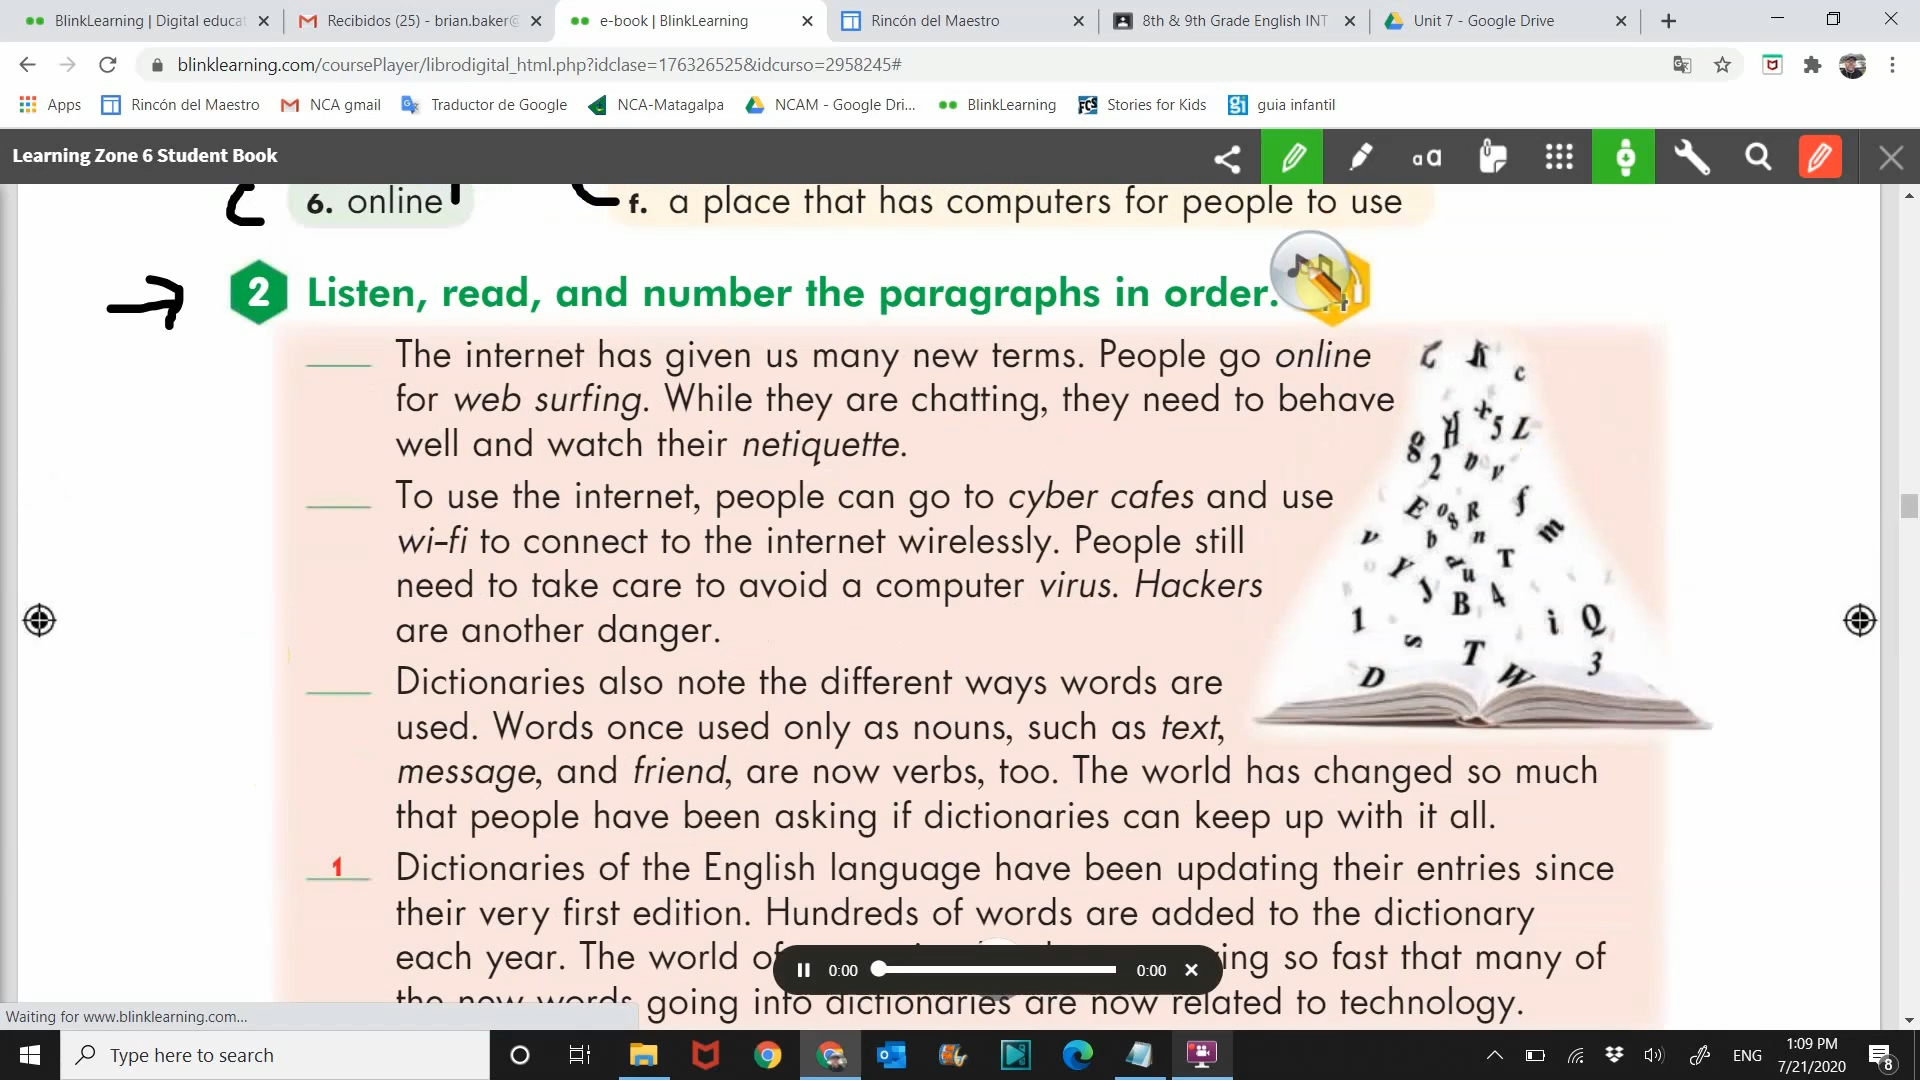 BlinkLearning | Digital educat
Recibidos (25) - brian.baker@
e-book | BlinkLearning
Rincón del Maestro
8th & 9th Grade English INT
Unit 7 - Google Drive
blinklearning.com/coursePlayer/librodigital_html.php?idclase=176326525&idcurso=2958245#
Apps
Rincón del Maestro
NCA gmail
Traductor de Google
NCA-Matagalpa
NCAM - Google Dri...
BlinkLearning
Stories for Kids
guia infantil
Learning Zone 6 Student Book
6. online
f. a place that has computers for people to use
2 Listen, read, and number the paragraphs in order.
The internet has given us many new terms. People go online
for web surfing. While they are chatting, they need to behave
well and watch their netiquette.
To use the internet, people can go to cyber cafes and use
wi-fi to connect to the internet wirelessly. People still
need to take care to avoid a computer virus. Hackers
are another danger.
Dictionaries also note the different ways words are
used. Words once used only as nouns, such as text,
message, and friend, are now verbs, too. The world has changed so much
that people have been asking if dictionaries can keep up with it all.
1 Dictionaries of the English language have been updating their entries since
their very first edition. Hundreds of words are added to the dictionary
each year. The world of ing so fast that many of
the new words going into dictionaries are now related to technology.
0:00 0:00
Waiting for www.blinklearning.com...
Type here to search
ENG
1:09 PM
7/21/2020
8